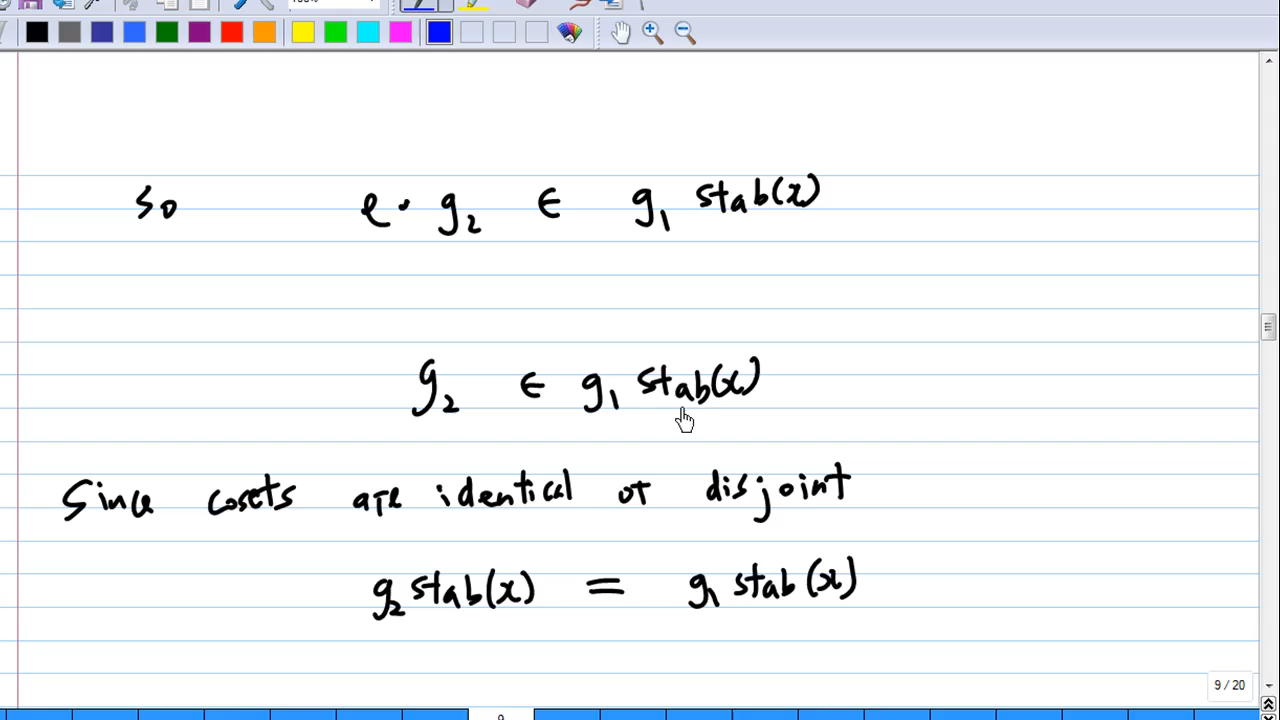 So e · g₂ ∈ g₁ stab(x)
g₂ ∈ g₁ stab(x)
Since cosets are identical or disjoint
g₂ stab(x) = g₁ stab(x)
9 / 20
9